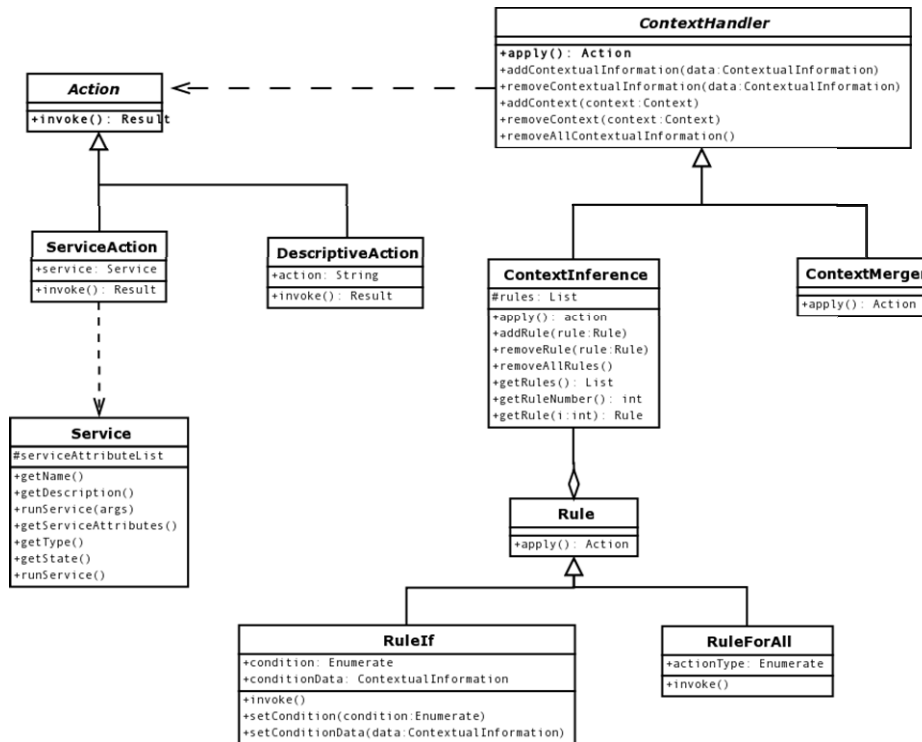 ContextHandler
+apply(): Action
+addContextualInformation(data:ContextualInformation)
+removeContextualInformation(data:ContextualInformation)
+addContext(context:Context)
+removeContext(context:Context)
+removeAllContextualInformation()
Action
+invoke(): Result
ServiceAction
+service: Service
+invoke(): Result
DescriptiveAction
+action: String
+invoke(): Result
ContextInference
#rules: List
+apply(): action
+addRule(rule:Rule)
+removeRule(rule:Rule)
+removeAllRules()
+getRules(): List
+getRuleNumber(): int
+getRule(i:int): Rule
ContextMerger
+apply(): Action
Service
#serviceAttributeList
+getName()
+getDescription()
+runService(args)
+getServiceAttributes()
+getType()
+getState()
+runService()
Rule
+apply(): Action
RuleIf
+condition: Enumerate
+conditionData: ContextualInformation
+invoke()
+setCondition(condition:Enumerate)
+setConditionData(data:ContextualInformation)
RuleForAll
+actionType: Enumerate
+invoke()